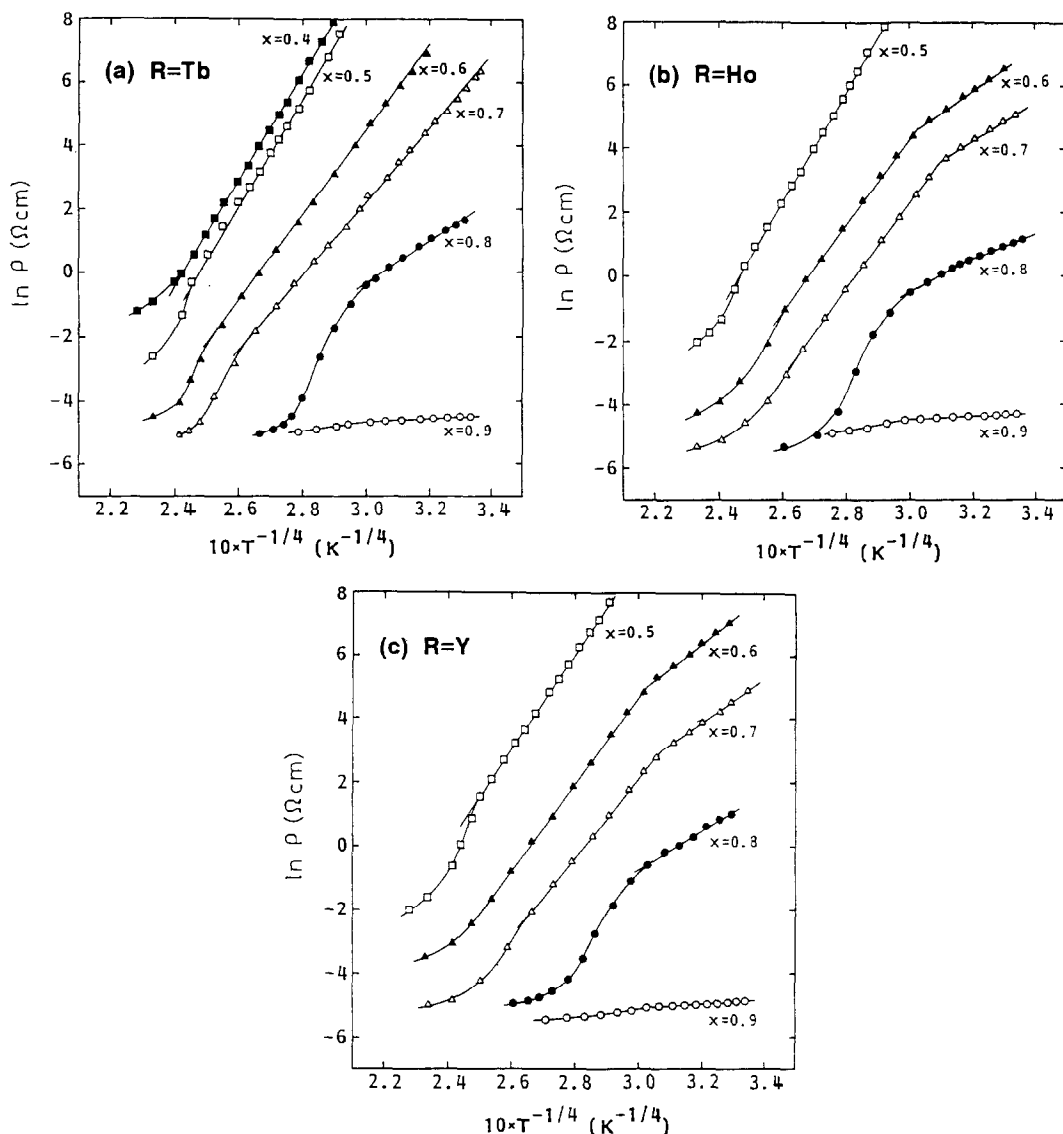 (a) R=Tb
x=0.4
x=0.5
x=0.6
x=0.7
x=0.8
x=0.9
8
6
4
2
0
−2
−4
−6
ln ρ (Ωcm)
2.2 2.4 2.6 2.8 3.0 3.2 3.4
10×T⁻¹/⁴ (K⁻¹/⁴)
(b) R=Ho
x=0.5
x=0.6
x=0.7
x=0.8
x=0.9
8
6
4
2
0
−2
−4
−6
ln ρ (Ωcm)
2.2 2.4 2.6 2.8 3.0 3.2 3.4
10×T⁻¹/⁴ (K⁻¹/⁴)
(c) R=Y
x=0.5
x=0.6
x=0.7
x=0.8
x=0.9
8
6
4
2
0
−2
−4
−6
ln ρ (Ωcm)
2.2 2.4 2.6 2.8 3.0 3.2 3.4
10×T⁻¹/⁴ (K⁻¹/⁴)